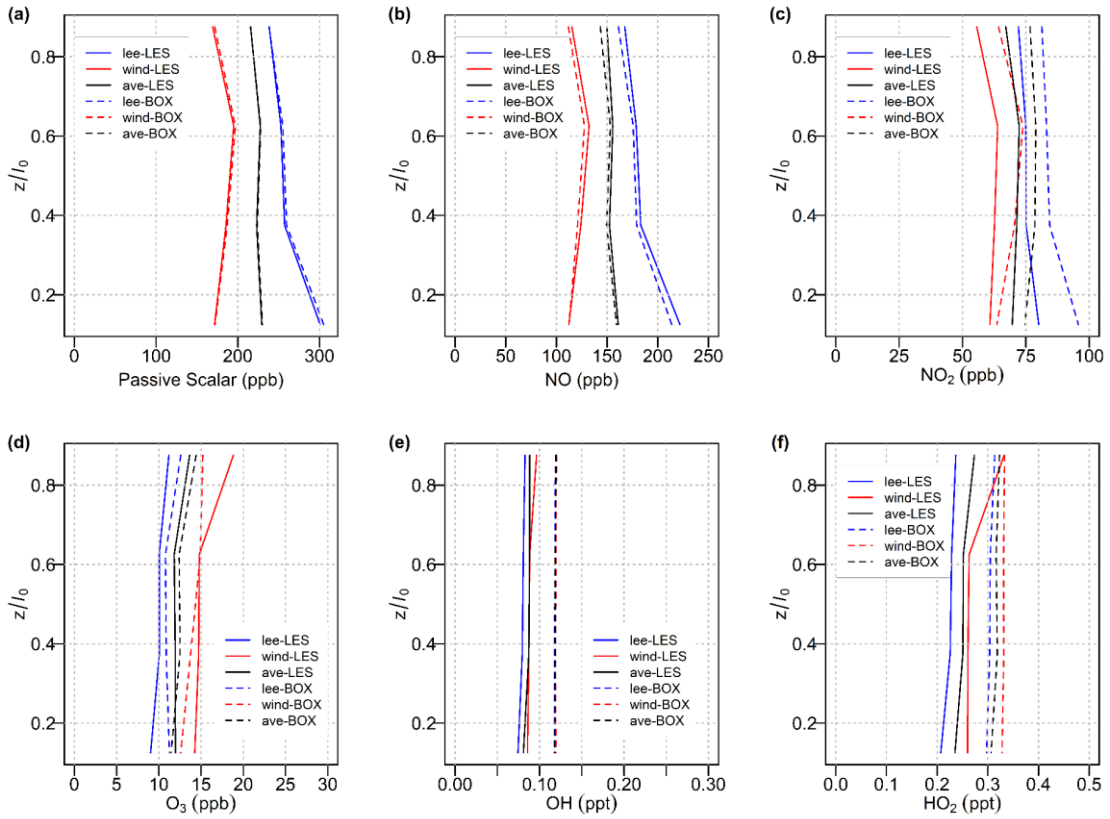 (a)
lee-LES
wind-LES
ave-LES
lee-BOX
wind-BOX
ave-BOX
z/l₀
0.8
0.6
0.4
0.2
0 100 200 300
Passive Scalar (ppb)
(b)
lee-LES
wind-LES
ave-LES
lee-BOX
wind-BOX
ave-BOX
z/l₀
0.8
0.6
0.4
0.2
0 50 100 150 200 250
NO (ppb)
(c)
lee-LES
wind-LES
ave-LES
lee-BOX
wind-BOX
ave-BOX
z/l₀
0.8
0.6
0.4
0.2
0 25 50 75 100
NO₂ (ppb)
(d)
z/l₀
0.8
0.6
0.4
0.2
lee-LES
wind-LES
ave-LES
lee-BOX
wind-BOX
ave-BOX
0 5 10 15 20 25 30
O₃ (ppb)
(e)
z/l₀
0.8
0.6
0.4
0.2
lee-LES
wind-LES
ave-LES
lee-BOX
wind-BOX
ave-BOX
0.00 0.10 0.20 0.30
OH (ppt)
(f)
lee-LES
wind-LES
ave-LES
lee-BOX
wind-BOX
ave-BOX
z/l₀
0.8
0.6
0.4
0.2
0.0 0.2 0.3 0.4 0.5
HO₂ (ppt)